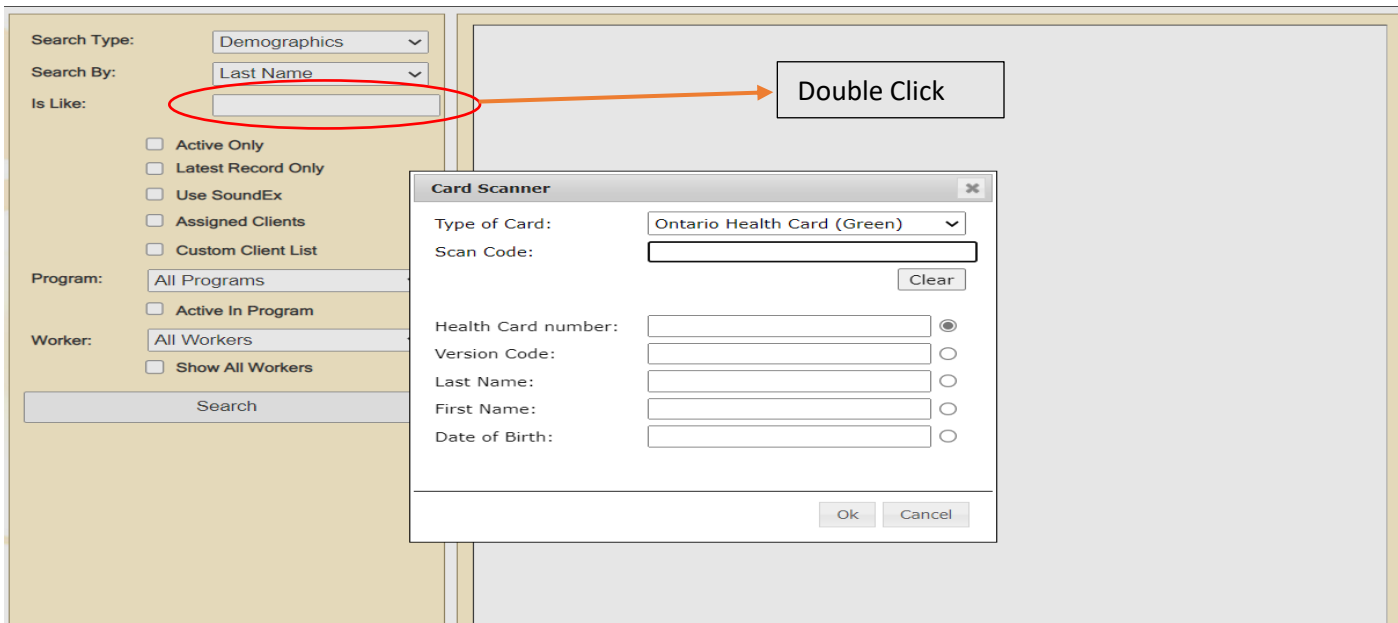 Search Type: Demographics
Search By: Last Name
Is Like:
Double Click
Active Only
Latest Record Only
Use SoundEx
Assigned Clients
Custom Client List
Program: All Programs
Active In Program
Worker: All Workers
Show All Workers
Search
Card Scanner
Type of Card: Ontario Health Card (Green)
Scan Code:
Clear
Health Card number:
Version Code:
Last Name:
First Name:
Date of Birth:
Ok Cancel